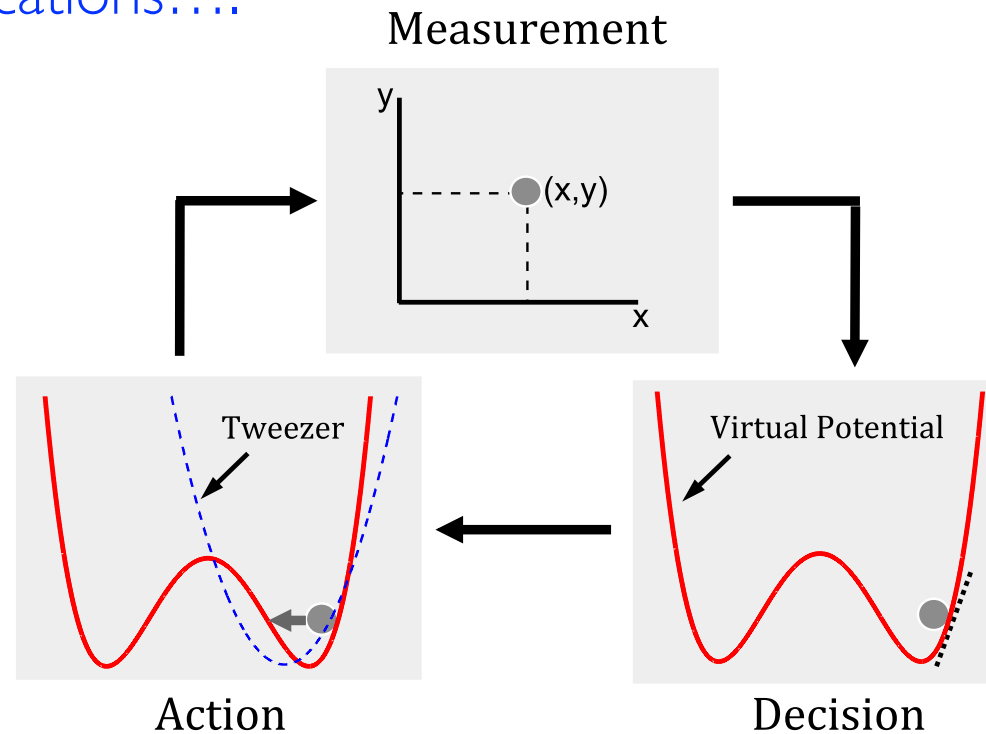 Measurement
y
(x,y)
x
Tweezer
Virtual Potential
Action
Decision